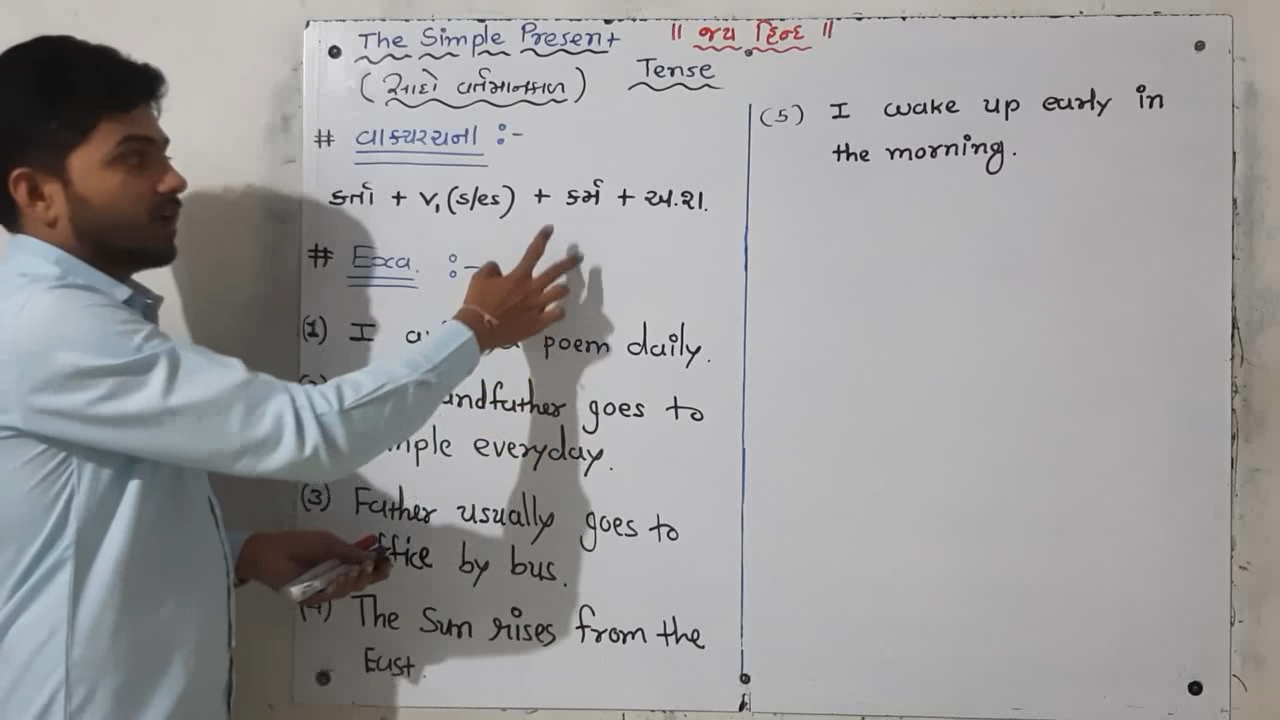 The Simple Present
|| જય હિન્દ ||
(સાદો વર્તમાનકાળ)
Tense
# વાક્યરચના :-
કર્તા + V₁ (s/es) + કર્મ + અ.શ.
# Exa. :-
(1) I poem daily.
goes to
everyday.
(3) Father usually goes to
by bus.
The Sun rises from the
East.
(5) I wake up early in
the morning.